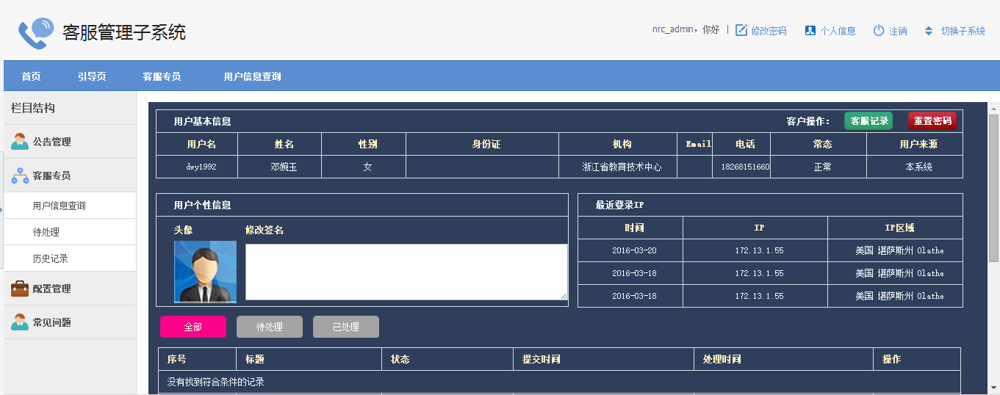 客服管理子系统
nrc_admin，你好 | 修改密码 个人信息 注销 切换子系统
首页 引导页 客服专员 用户信息查询
栏目结构
公告管理
客服专员
用户信息查询
待处理
历史记录
配置管理
常见问题
用户基本信息 客户操作： 客服记录 重置密码
用户名 姓名 性别 身份证 机构 Email 电话 常态 用户来源
dwy1992 邓婉玉 女 浙江省教育技术中心 18268151660 正常 本系统
用户个性信息
头像 修改签名
最近登录IP
时间 IP IP区域
2016-03-20 172.13.1.55 美国 堪萨斯州 Olathe
2016-03-18 172.13.1.55 美国 堪萨斯州 Olathe
2016-03-18 172.13.1.55 美国 堪萨斯州 Olathe
全部 待处理 已处理
序号 标题 状态 提交时间 处理时间 操作
没有找到符合条件的记录